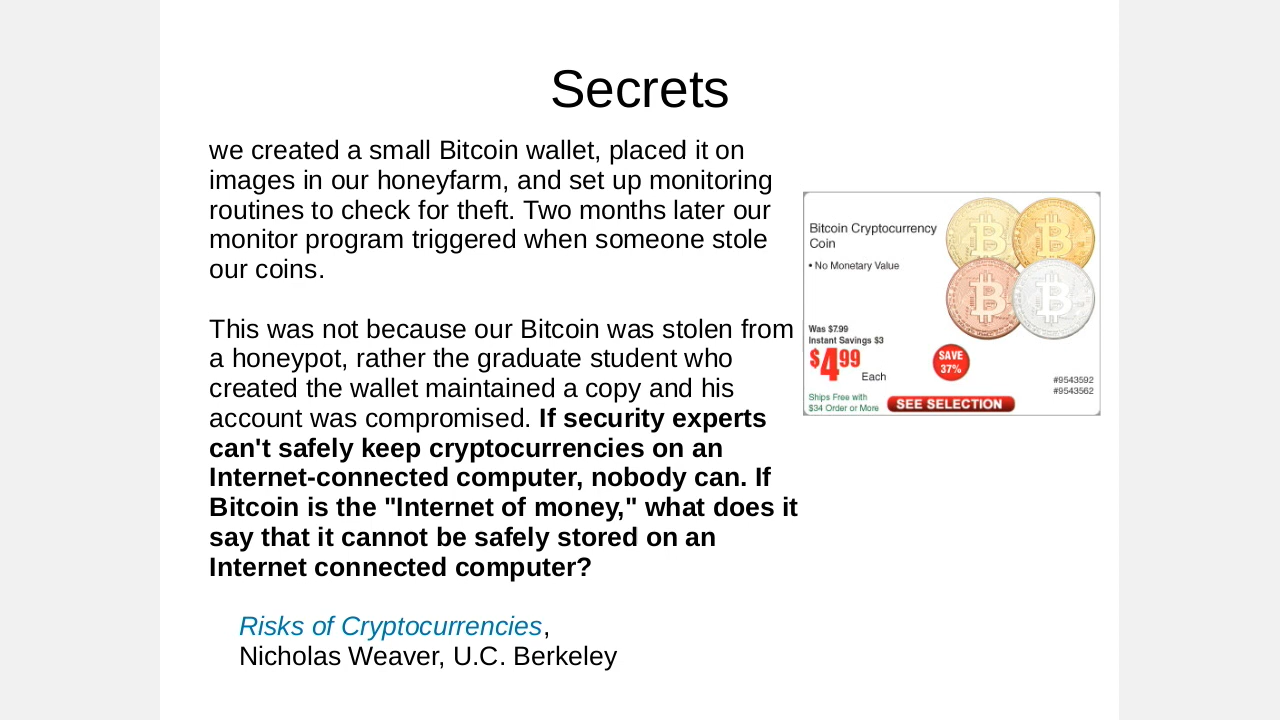 Secrets
we created a small Bitcoin wallet, placed it on
images in our honeyfarm, and set up monitoring
routines to check for theft. Two months later our
monitor program triggered when someone stole
our coins.
This was not because our Bitcoin was stolen from
a honeypot, rather the graduate student who
created the wallet maintained a copy and his
account was compromised. If security experts
can't safely keep cryptocurrencies on an
Internet-connected computer, nobody can. If
Bitcoin is the "Internet of money," what does it
say that it cannot be safely stored on an
Internet connected computer?
Risks of Cryptocurrencies,
Nicholas Weaver, U.C. Berkeley
Bitcoin Cryptocurrency
Coin
• No Monetary Value
Was $7.99
Instant Savings $3
$4.99
Each
SAVE
37%
#9543592
#9543562
Ships Free with
$34 Order or More
SEE SELECTION